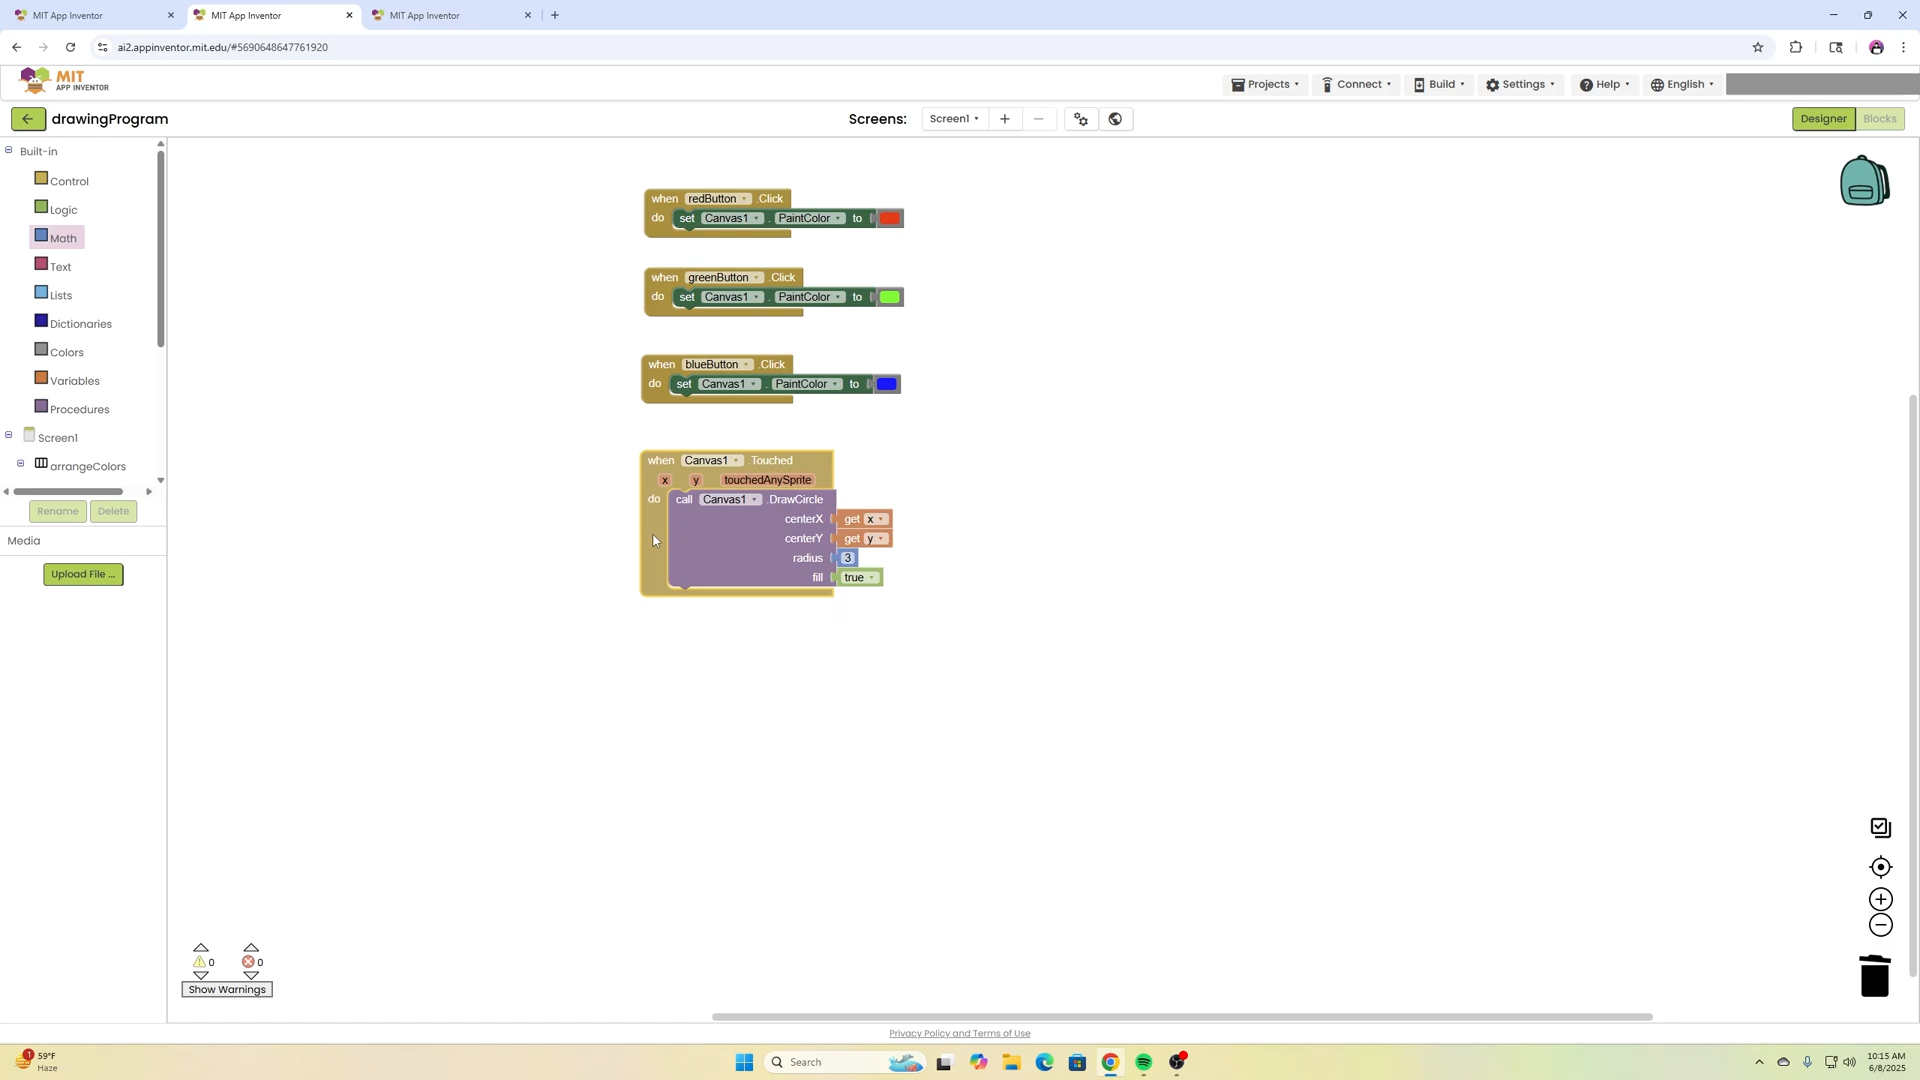 MIT App Inventor
MIT App Inventor
MIT App Inventor
ai2.appinventor.mit.edu/#5690648647761920
MIT
APP INVENTOR
Projects
Connect
Build
Settings
Help
English
drawingProgram
Screens:
Screen1
Designer
Blocks
Built-in
Control
Logic
Math
Text
Lists
Dictionaries
Colors
Variables
Procedures
Screen1
arrangeColors
Rename
Delete
Media
Upload File ...
when redButton .Click
do set Canvas1 . PaintColor to
when greenButton .Click
do set Canvas1 . PaintColor to
when blueButton .Click
do set Canvas1 . PaintColor to
when Canvas1 .Touched
x y touchedAnySprite
do call Canvas1 .DrawCircle
centerX get x
centerY get y
radius 3
fill true
0 0
Show Warnings
Privacy Policy and Terms of Use
1
59°F
Haze
Search
10:15 AM
6/8/2025